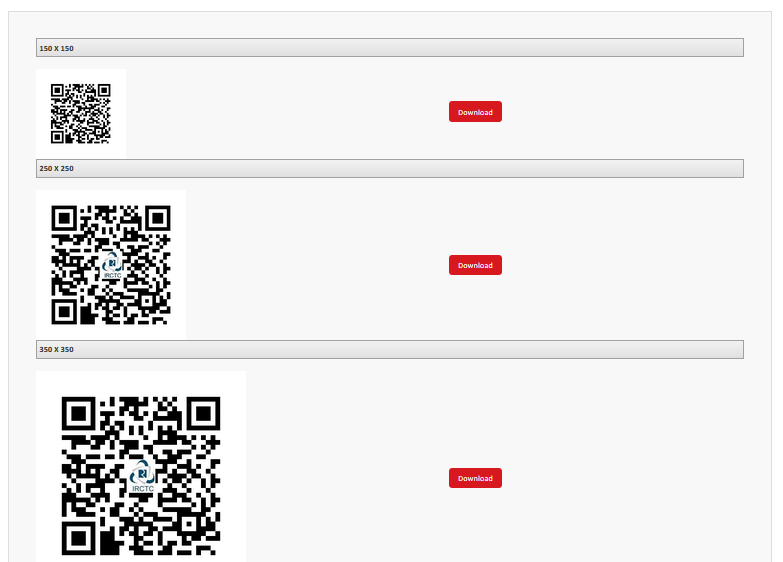 150 X 150
Download
250 X 250
IRCTC
Download
350 X 350
IRCTC
Download